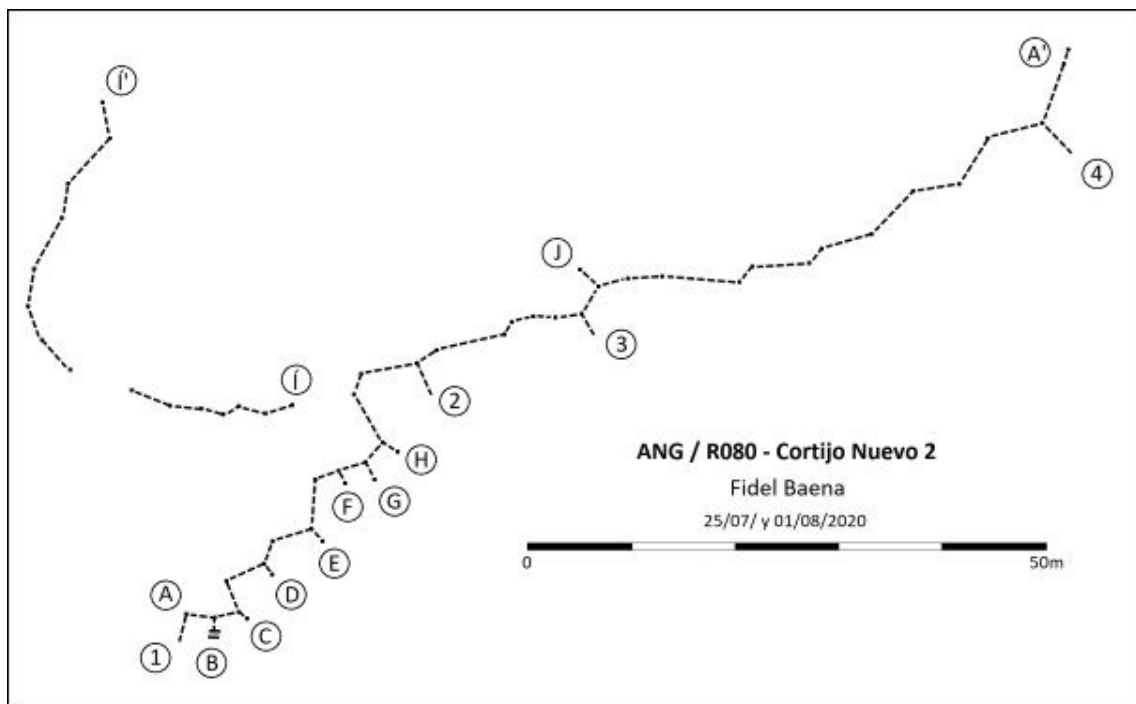 A'
Í'
4
J
3
Í
2
H
G
F
E
D
A
C
B
1
ANG / R080 - Cortijo Nuevo 2
Fidel Baena
25/07/ y 01/08/2020
0 50m